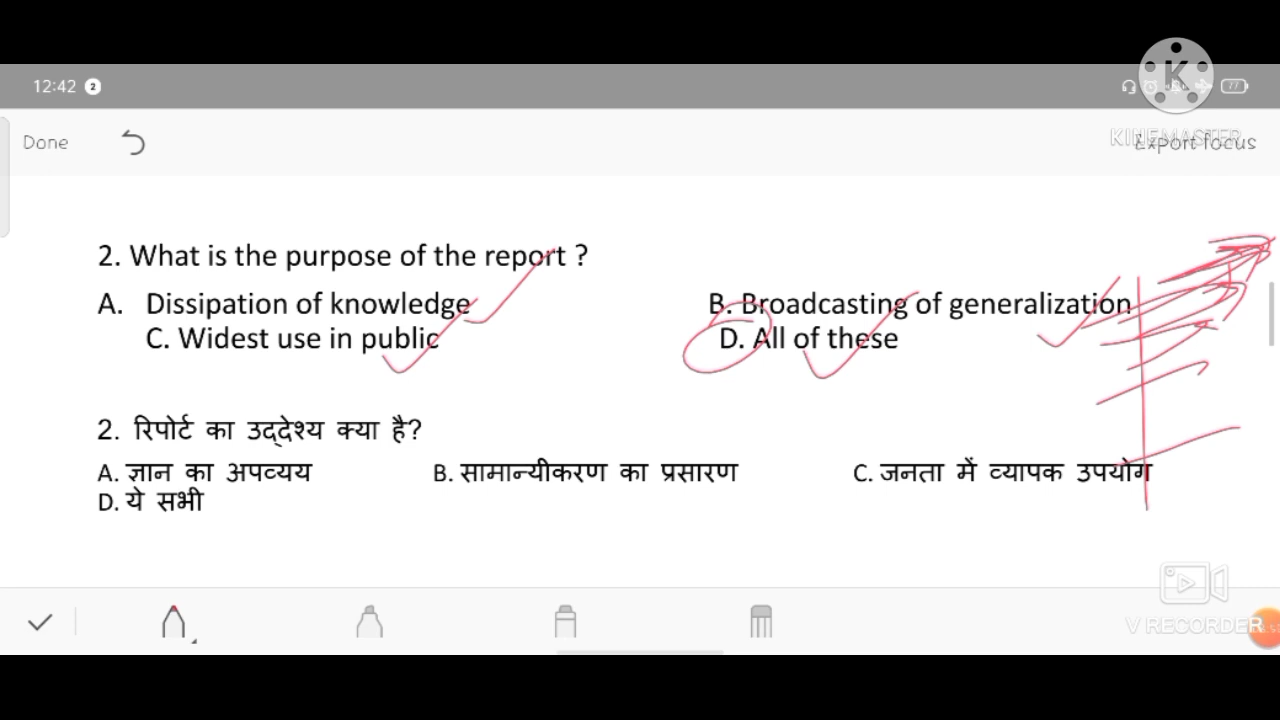 12:42 2 77
KINEMASTER
Done Export focus
2. What is the purpose of the report ?
A. Dissipation of knowledge B. Broadcasting of generalization
C. Widest use in public D. All of these
2. रिपोर्ट का उद्देश्य क्या है?
A. ज्ञान का अपव्यय B. सामान्यीकरण का प्रसारण C. जनता में व्यापक उपयोग
D. ये सभी
V RECORDER